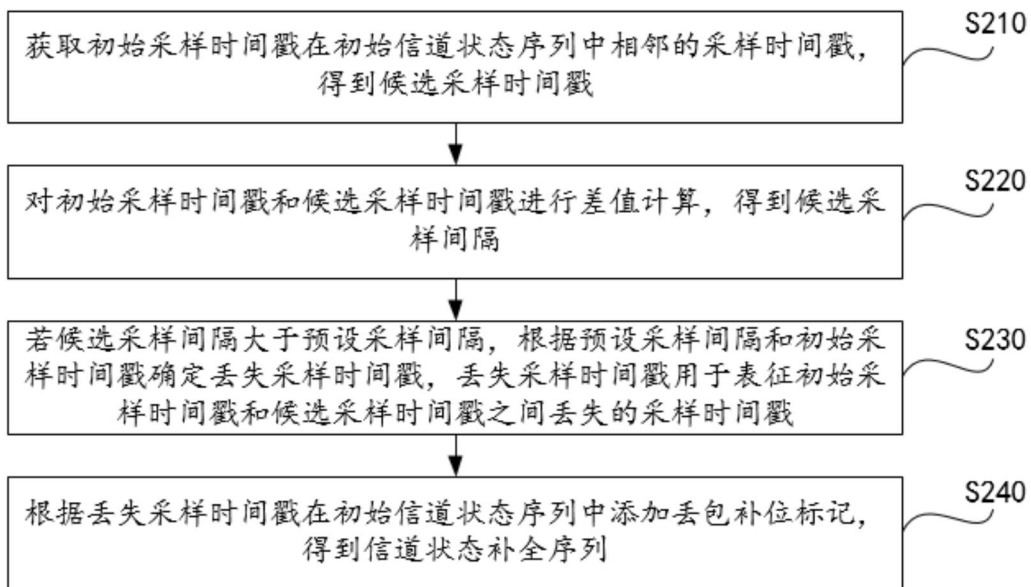 获取初始采样时间戳在初始信道状态序列中相邻的采样时间戳，
得到候选采样时间戳
S210
对初始采样时间戳和候选采样时间戳进行差值计算，得到候选采
样间隔
S220
若候选采样间隔大于预设采样间隔，根据预设采样间隔和初始采
样时间戳确定丢失采样时间戳，丢失采样时间戳用于表征初始采
样时间戳和候选采样时间戳之间丢失的采样时间戳
S230
根据丢失采样时间戳在初始信道状态序列中添加丢包补位标记，
得到信道状态补全序列
S240